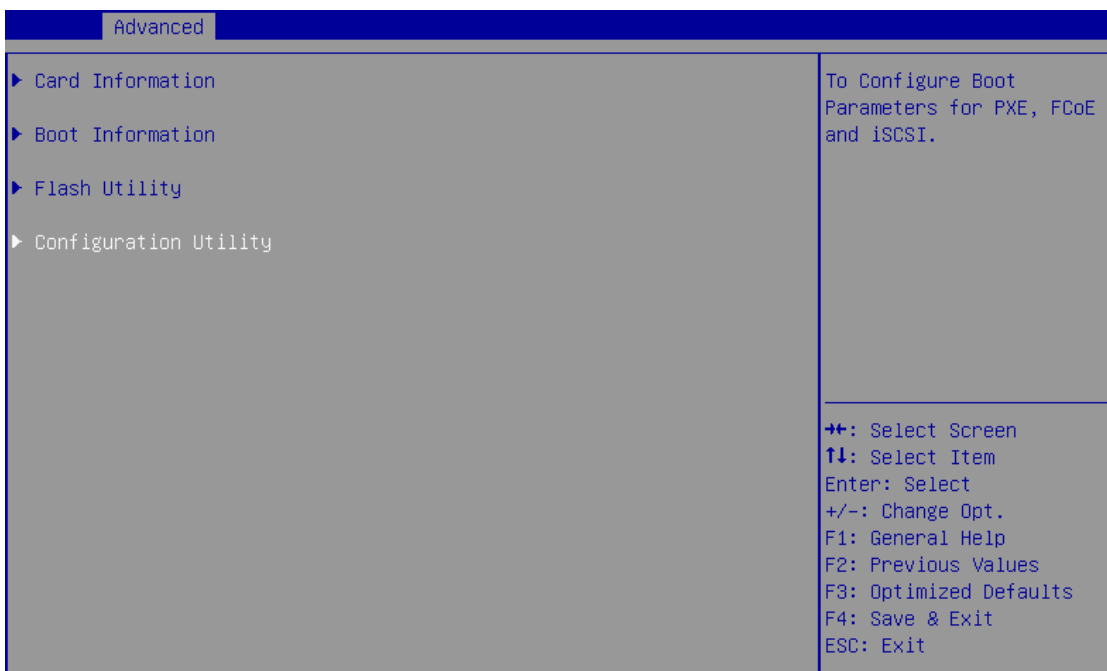 Advanced
Card Information
Boot Information
Flash Utility
Configuration Utility
To Configure Boot
Parameters for PXE, FCoE
and iSCSI.
→←: Select Screen
↑↓: Select Item
Enter: Select
+/-: Change Opt.
F1: General Help
F2: Previous Values
F3: Optimized Defaults
F4: Save & Exit
ESC: Exit